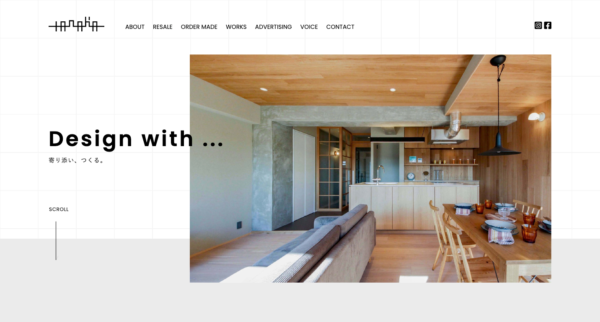 tanaka
ABOUT RESALE ORDER MADE WORKS ADVERTISING VOICE CONTACT
Design with ...
寄り添い、つくる。
SCROLL